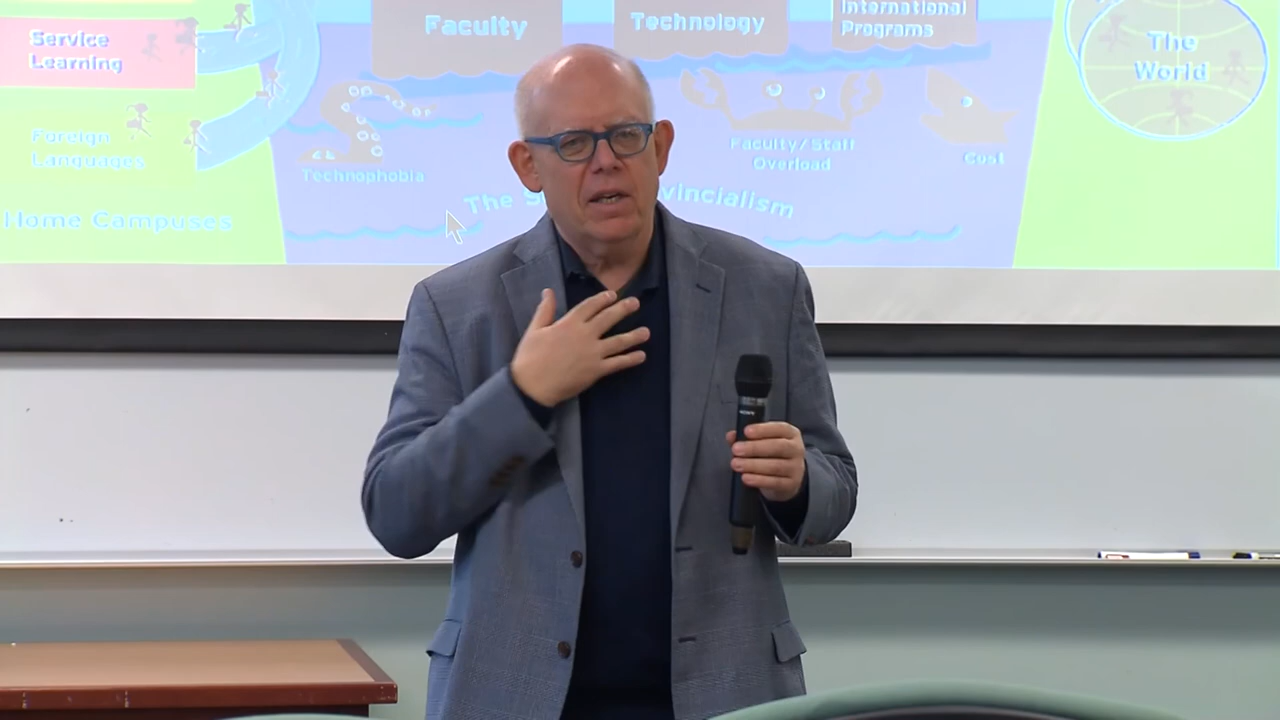 Faculty
Technology
International
Programs
Service
Learning
The
World
Foreign
Languages
Technophobia
Faculty/Staff
Overload
Cost
Home Campuses
The S vincialism
SONY